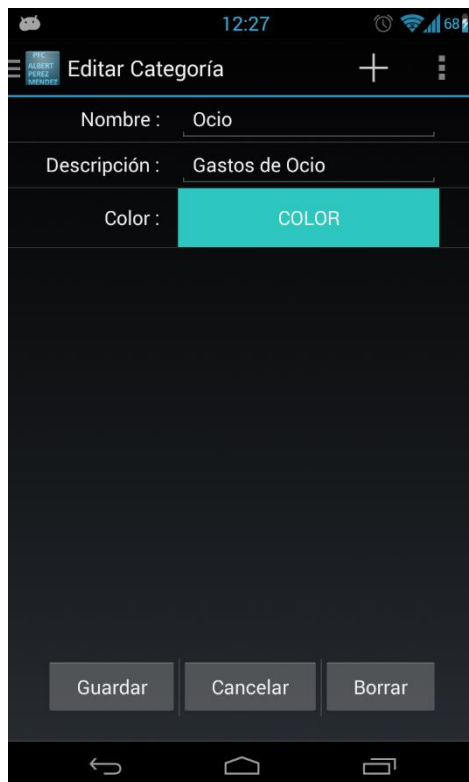 12:27
68
PFC
ALBERT
PEREZ
MENDEZ
Editar Categoría
Nombre : Ocio
Descripción : Gastos de Ocio
Color : COLOR
Guardar Cancelar Borrar